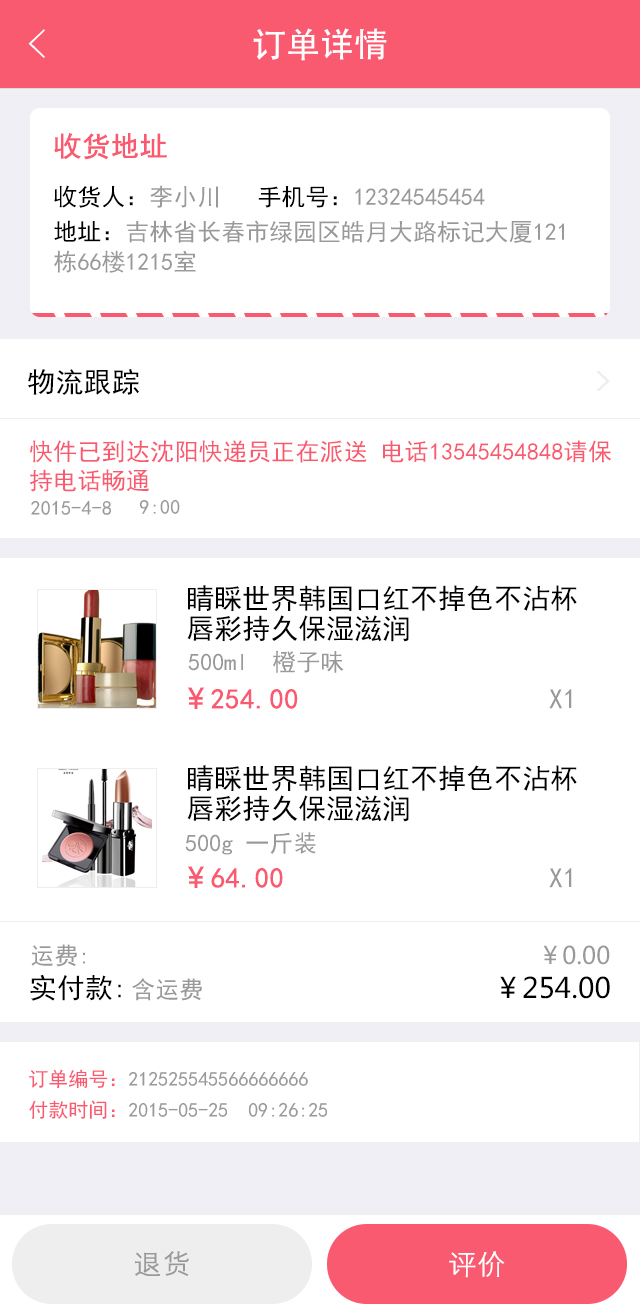 订单详情
收货地址
收货人：李小川 手机号：12324545454
地址：吉林省长春市绿园区皓月大路标记大厦121
栋66楼1215室
物流跟踪
快件已到达沈阳快递员正在派送 电话13545454848请保
持电话畅通
2015-4-8 9:00
睛睬世界韩国口红不掉色不沾杯
唇彩持久保湿滋润
500ml 橙子味
¥254.00 X1
睛睬世界韩国口红不掉色不沾杯
唇彩持久保湿滋润
500g 一斤装
¥64.00 X1
运费: ¥0.00
实付款: 含运费 ¥254.00
订单编号：212525545566666666
付款时间：2015-05-25 09:26:25
退货 评价